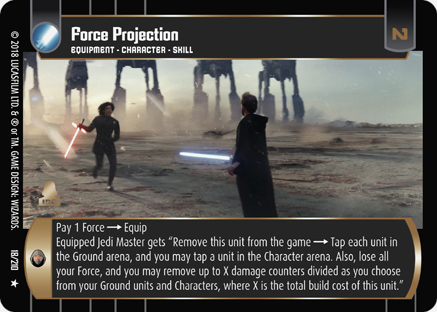 Force Projection
EQUIPMENT - CHARACTER - SKILL
N
Pay 1 Force → Equip
Equipped Jedi Master gets “Remove this unit from the game → Tap each unit in
the Ground arena, and you may tap a unit in the Character arena. Also, lose all
your Force, and you may remove up to X damage counters divided as you choose
from your Ground units and Characters, where X is the total build cost of this unit.”
© 2018 LUCASFILM LTD. & ® or TM. GAME DESIGN: WIZARDS.
18/210 ★